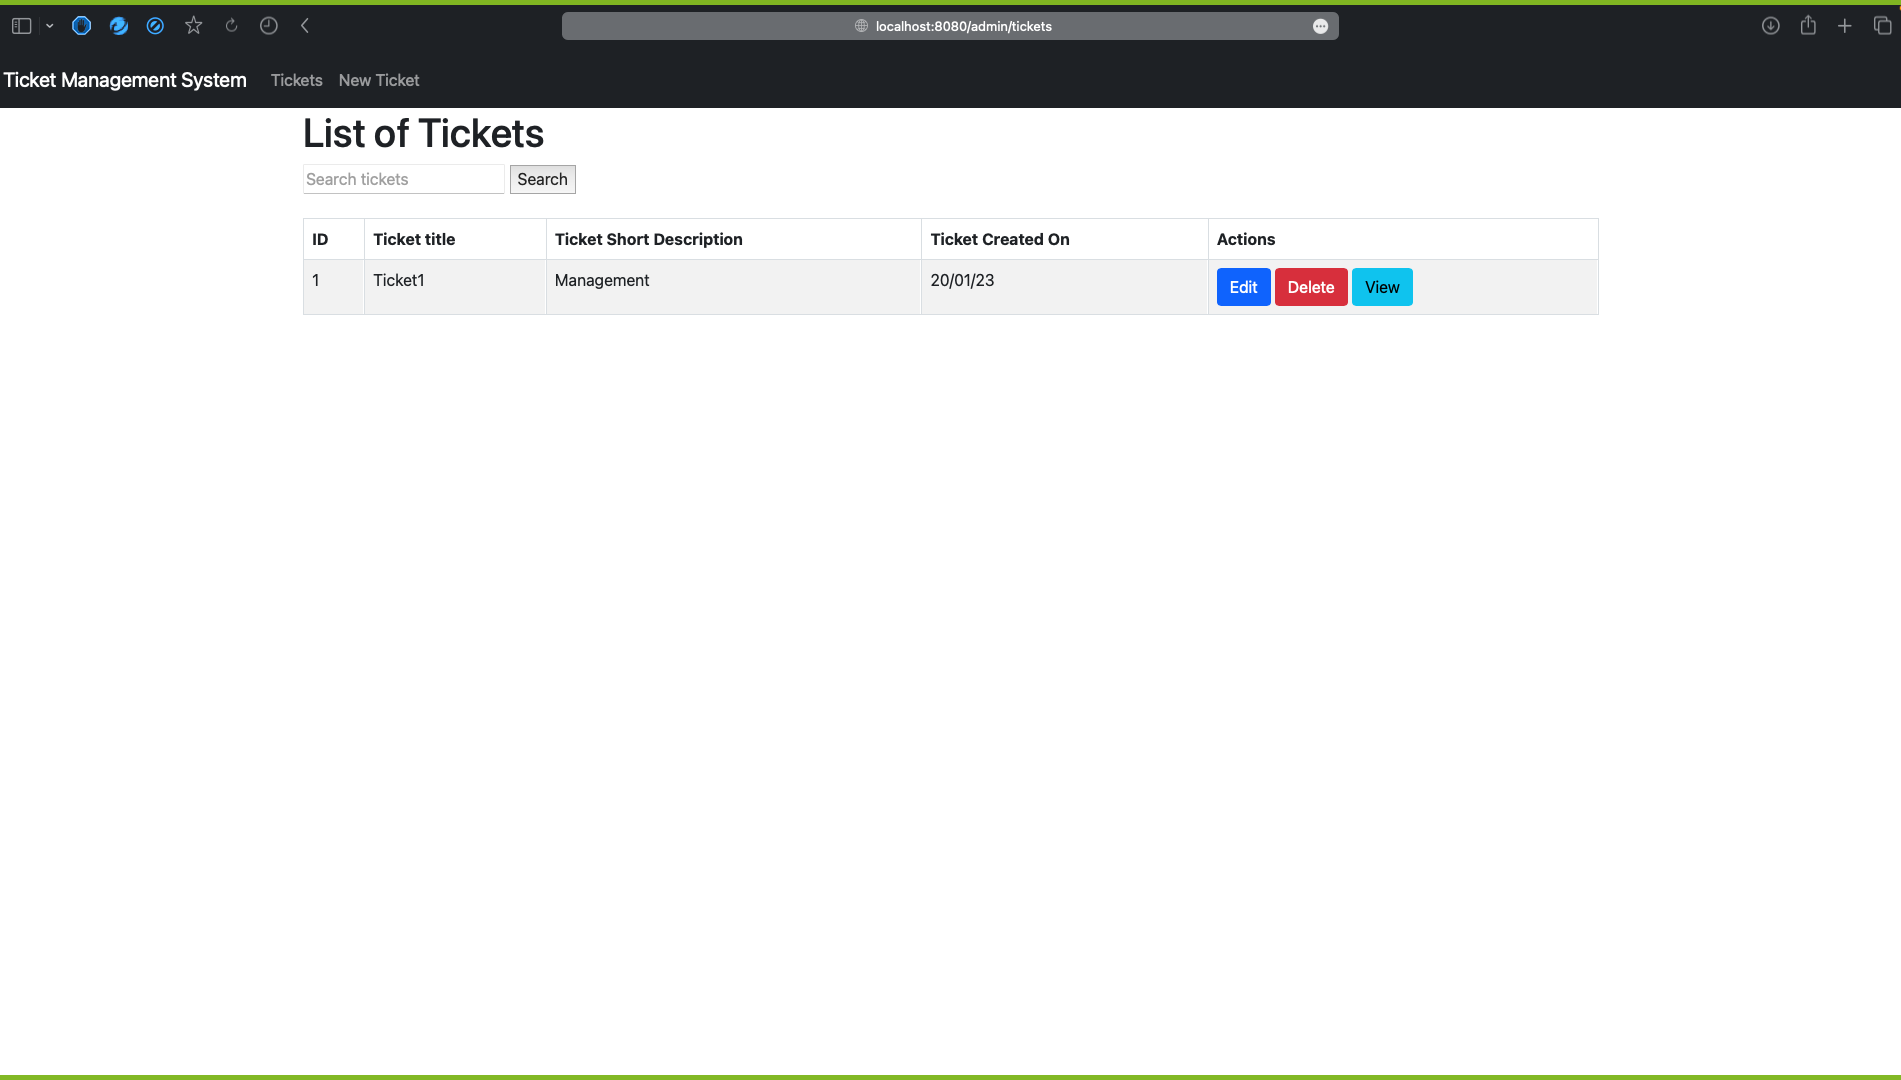 localhost:8080/admin/tickets
Ticket Management System Tickets New Ticket
List of Tickets
Search tickets Search
ID Ticket title Ticket Short Description Ticket Created On Actions
1 Ticket1 Management 20/01/23 Edit Delete View